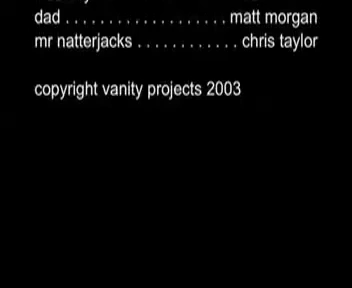 dad . . . . . . . . . . . . . . . . . . . matt morgan
mr natterjacks . . . . . . . . . . . . chris taylor
copyright vanity projects 2003